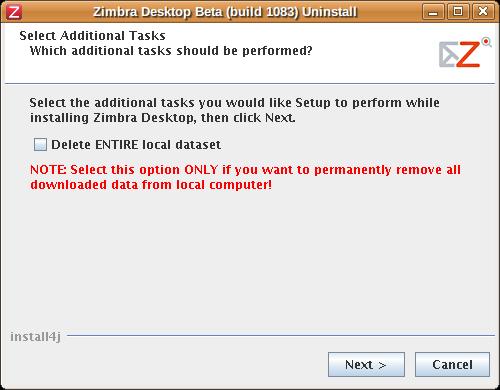 Zimbra Desktop Beta (build 1083) Uninstall
Select Additional Tasks
Which additional tasks should be performed?
Select the additional tasks you would like Setup to perform while
installing Zimbra Desktop, then click Next.
Delete ENTIRE local dataset
NOTE: Select this option ONLY if you want to permanently remove all
downloaded data from local computer!
install4j
Next >
Cancel